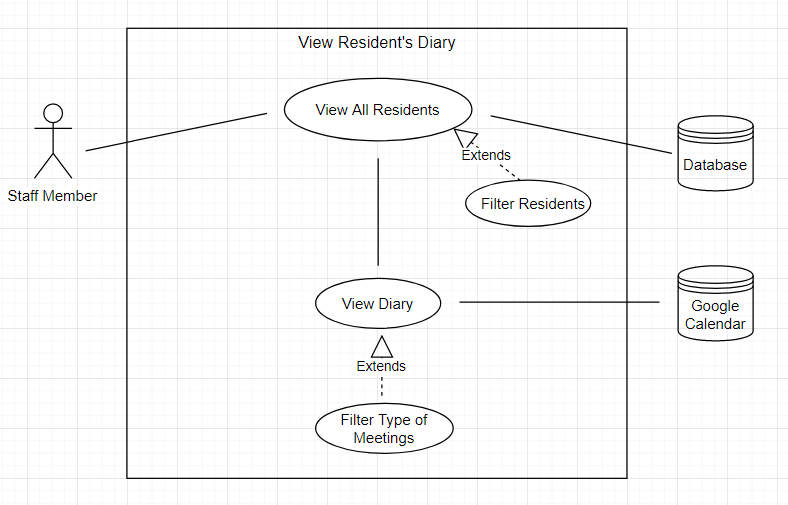 View Resident's Diary
View All Residents
Extends
Database
Staff Member
Filter Residents
View Diary
Google
Calendar
Extends
Filter Type of
Meetings